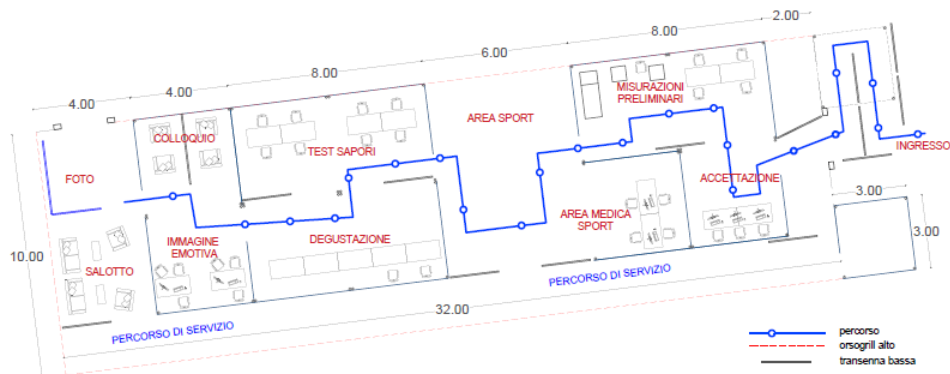 2.00
8.00
6.00
8.00
4.00
4.00
MISURAZIONI
PRELIMINARI
AREA SPORT
COLLOQUIO
TEST SAPORI
INGRESSO
FOTO
ACCETTAZIONE
3.00
AREA MEDICA
SPORT
3.00
IMMAGINE
EMOTIVA
DEGUSTAZIONE
10.00
SALOTTO
PERCORSO DI SERVIZIO
32.00
PERCORSO DI SERVIZIO
percorso
orsogrill alto
transenna bassa